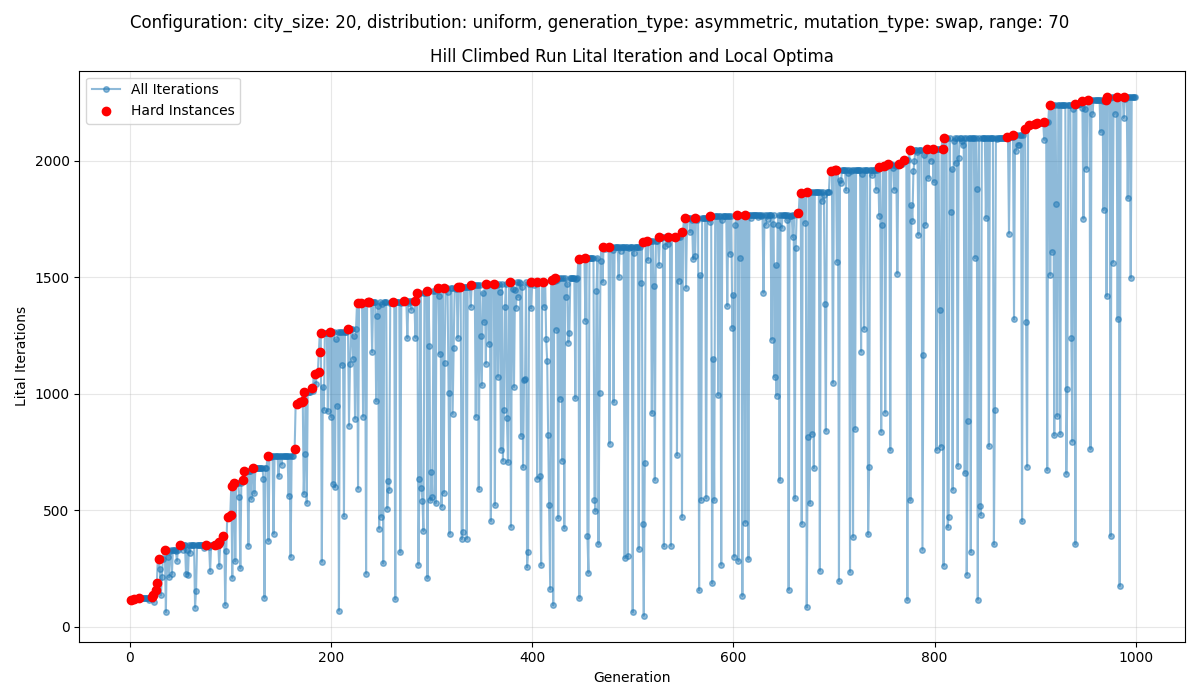 Configuration: city_size: 20, distribution: uniform, generation_type: asymmetric, mutation_type: swap, range: 70
Hill Climbed Run Lital Iteration and Local Optima
All Iterations
Hard Instances
Lital Iterations
2000
1500
1000
500
0
0 200 400 600 800 1000
Generation